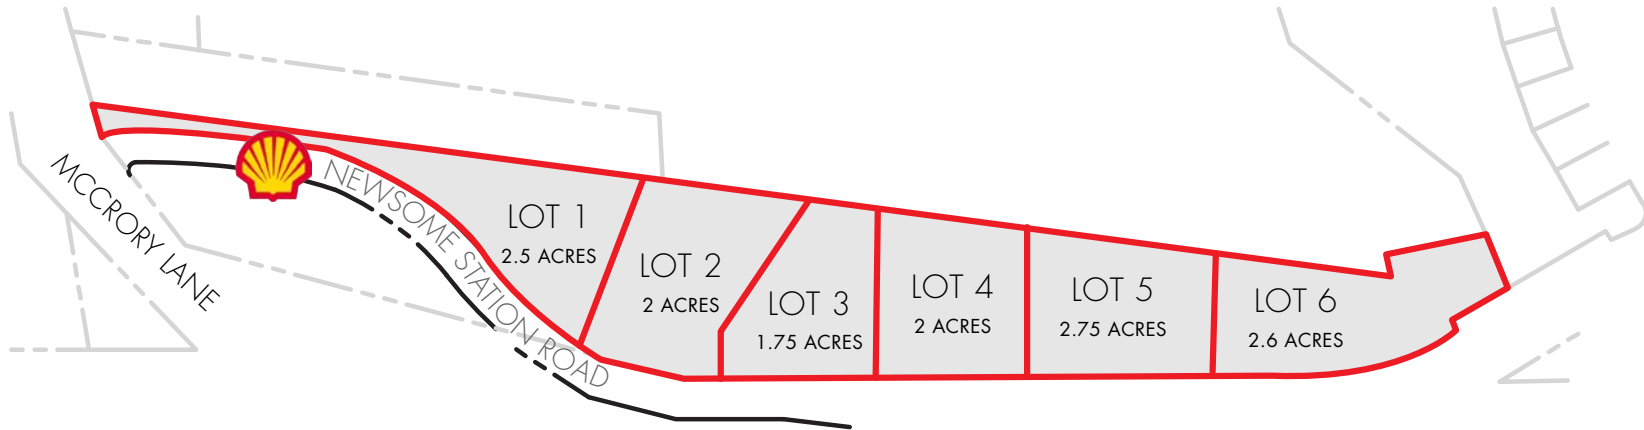 MCCRORY LANE
NEWSOME STATION ROAD
LOT 1
2.5 ACRES
LOT 2
2 ACRES
LOT 3
1.75 ACRES
LOT 4
2 ACRES
LOT 5
2.75 ACRES
LOT 6
2.6 ACRES